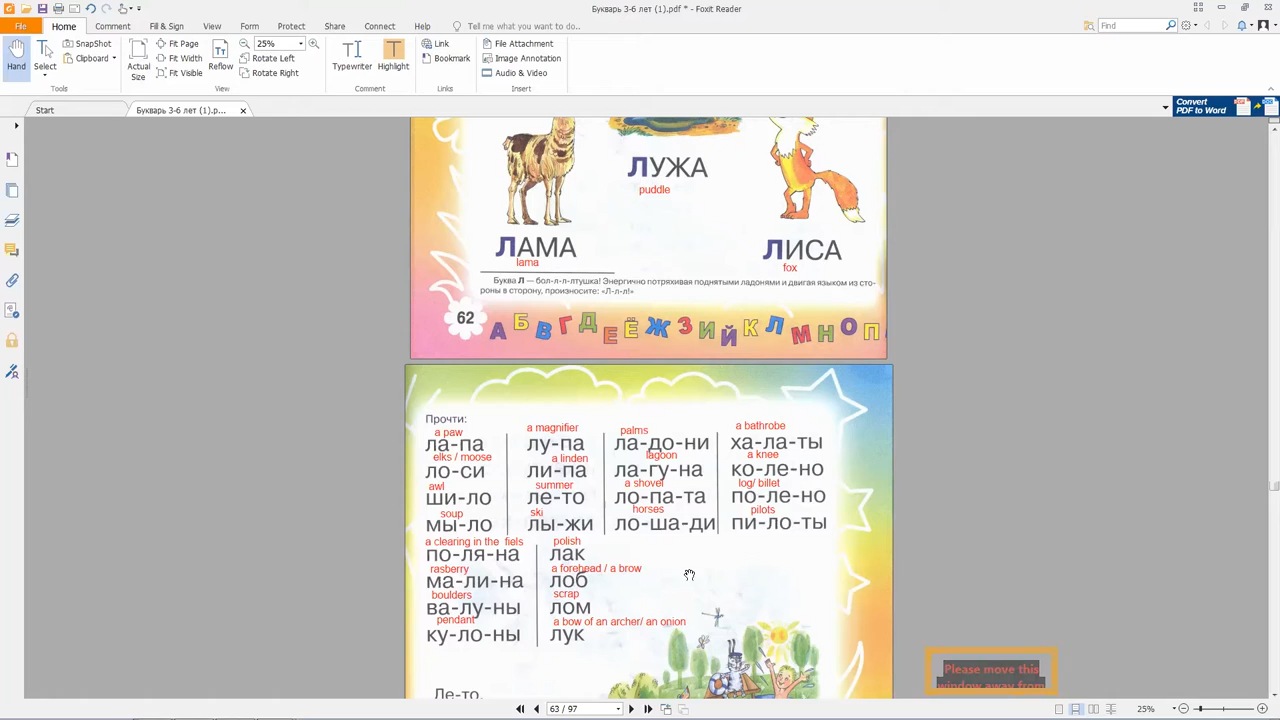 Букварь 3-6 лет (1).pdf * - Foxit Reader
File Home Comment Fill & Sign View Form Protect Share Connect Help Tell me what you want to do.. Find
SnapShot Fit Page 25% Link File Attachment
Clipboard Fit Width Rotate Left Bookmark Image Annotation
Hand Select Actual Size Fit Visible Reflow Rotate Right Typewriter Highlight Audio & Video
Tools View Comment Links Insert
Start Букварь 3-6 лет (1).p... Convert
PDF to Word
ЛУЖА
puddle
ЛАМА ЛИСА
lama fox
Буква Л — бол-л-л-лтушка! Энергично потряхивая поднятыми ладонями и двигая языком из сто-
роны в сторону, произносите: «Л-л-л!»
62 А Б В Г Д Е Ё Ж З И Й К Л М Н О П
Прочти:
a paw a magnifier palms a bathrobe
ла-па лу-па ла-до-ни ха-ла-ты
elks / moose a linden lagoon a knee
ло-си ли-па ла-гу-на ко-ле-но
awl summer a shovel log/ billet
ши-ло ле-то ло-па-та по-ле-но
soup ski horses pilots
мы-ло лы-жи ло-ша-ди пи-ло-ты
a clearing in the fiels polish
по-ля-на лак
rasberry a forehead / a brow
ма-ли-на лоб
boulders scrap
ва-лу-ны лом
pendant a bow of an archer/ an onion
ку-ло-ны лук
Ле-то.
Please move this
window away from
63 / 97 25%